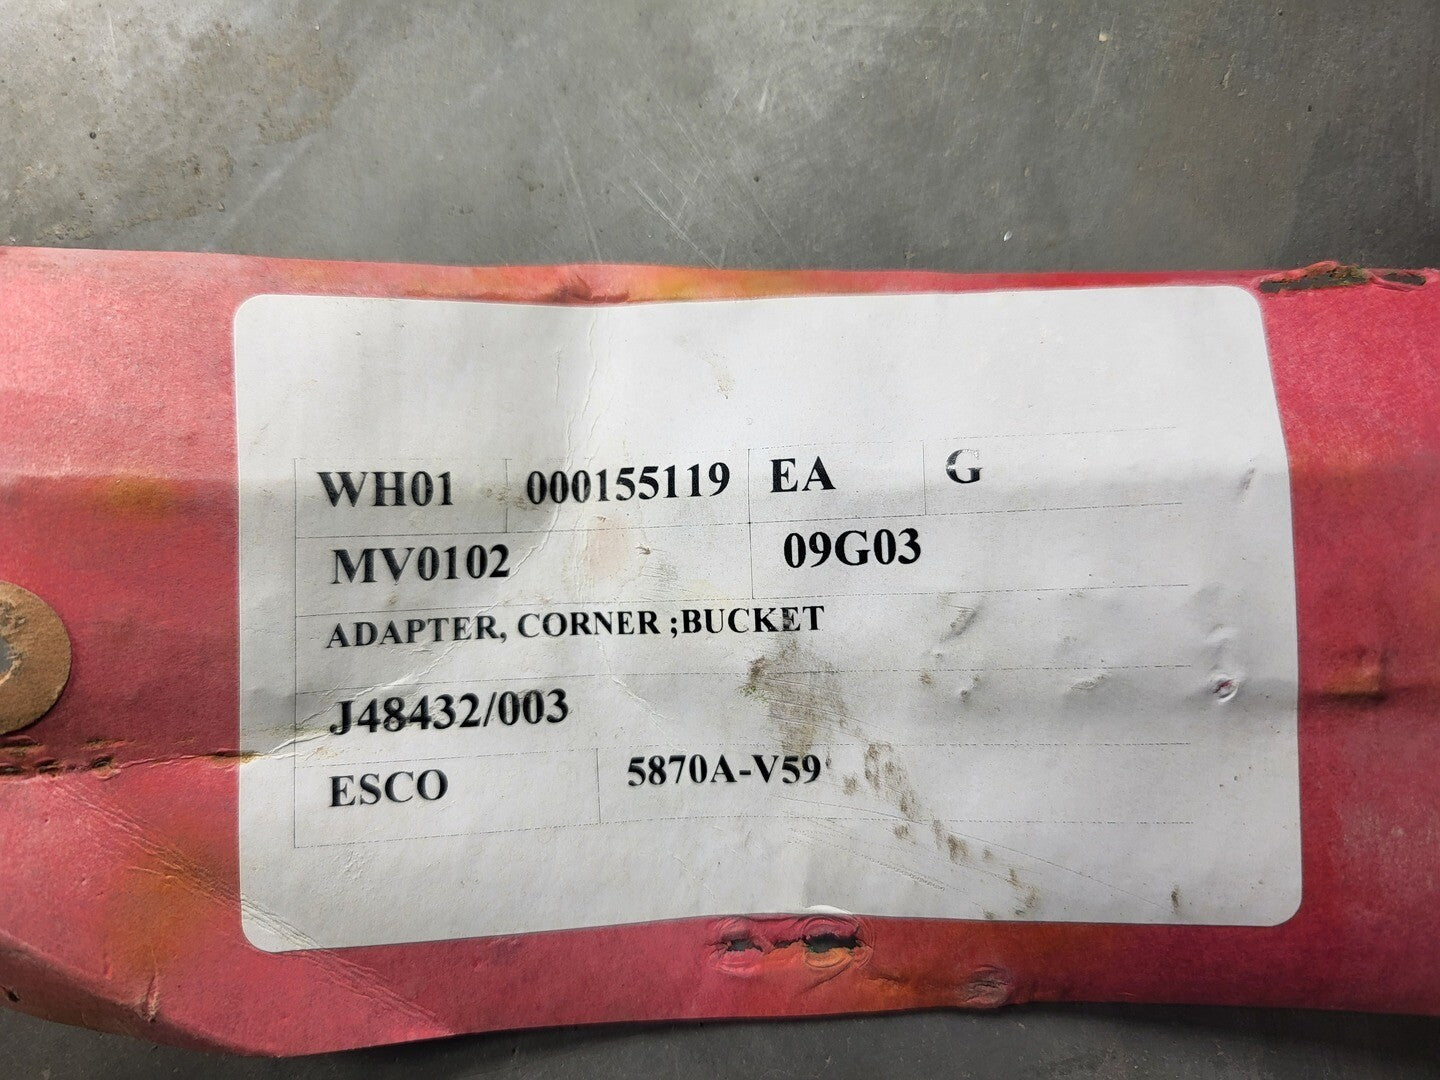 WH01 000155119 EA G
MV0102 09G03
ADAPTER, CORNER ;BUCKET
J48432/003
ESCO 5870A-V59